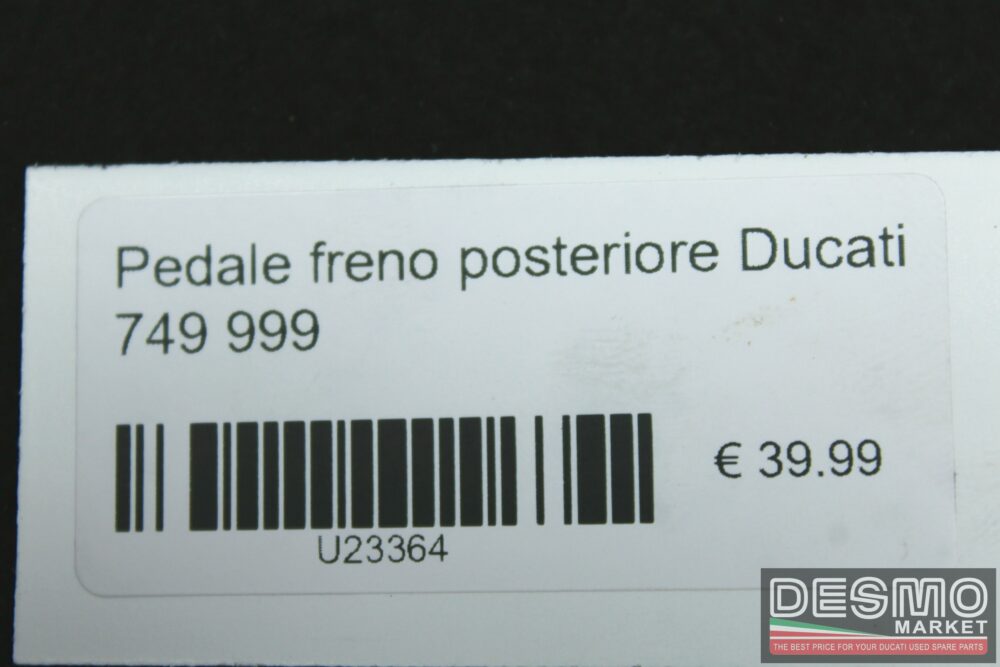 Pedale freno posteriore Ducati
749 999
€ 39.99
U23364
DESMO
MARKET
THE BEST PRICE FOR YOUR DUCATI USED SPARE PARTS